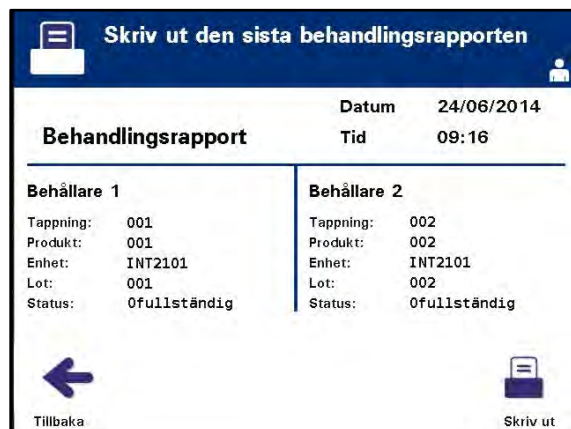 Skriv ut den sista behandlingsrapporten
Datum 24/06/2014
Behandlingsrapport Tid 09:16
Behållare 1
Tappning: 001
Produkt: 001
Enhet: INT2101
Lot: 001
Status: Ofullständig
Behållare 2
Tappning: 002
Produkt: 002
Enhet: INT2101
Lot: 002
Status: Ofullständig
Tillbaka
Skriv ut